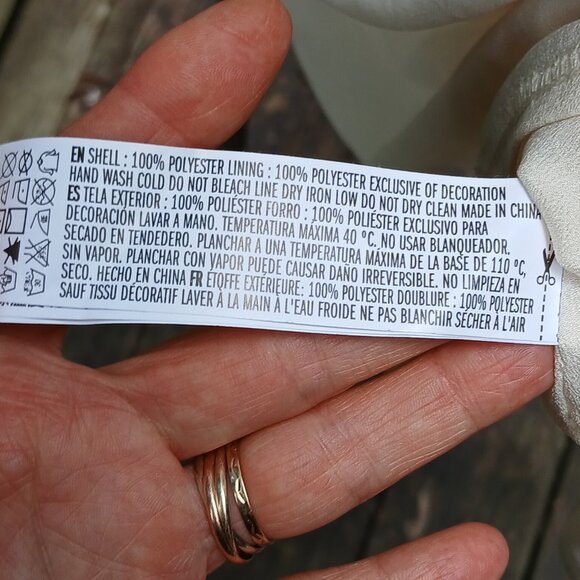 EN SHELL : 100% POLYESTER LINING : 100% POLYESTER EXCLUSIVE OF DECORATION
HAND WASH COLD DO NOT BLEACH LINE DRY IRON LOW DO NOT DRY CLEAN MADE IN CHINA
ES TELA EXTERIOR : 100% POLIÉSTER FORRO : 100% POLIÉSTER EXCLUSIVO PARA
DECORACIÓN LAVAR A MANO. TEMPERATURA MÁXIMA 40 °C. NO USAR BLANQUEADOR.
SECADO EN TENDEDERO. PLANCHAR A UNA TEMPERATURA MÁXIMA DE LA BASE DE 110 °C,
SIN VAPOR. PLANCHAR CON VAPOR PUEDE CAUSAR DAÑO IRREVERSIBLE. NO LIMPIEZA EN
SECO. HECHO EN CHINA FR ETOFFE EXTÉRIEURE: 100% POLYESTER DOUBLURE : 100% POLYESTER
SAUF TISSU DÉCORATIF LAVER À LA MAIN À L'EAU FROIDE NE PAS BLANCHIR SÉCHER À L'AIR